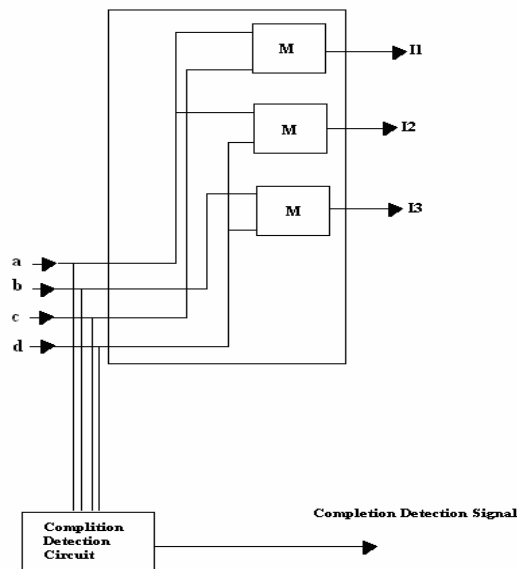 M
I1
M
I2
M
I3
a
b
c
d
Completion Detection Signal
Complition
Detection
Circuit